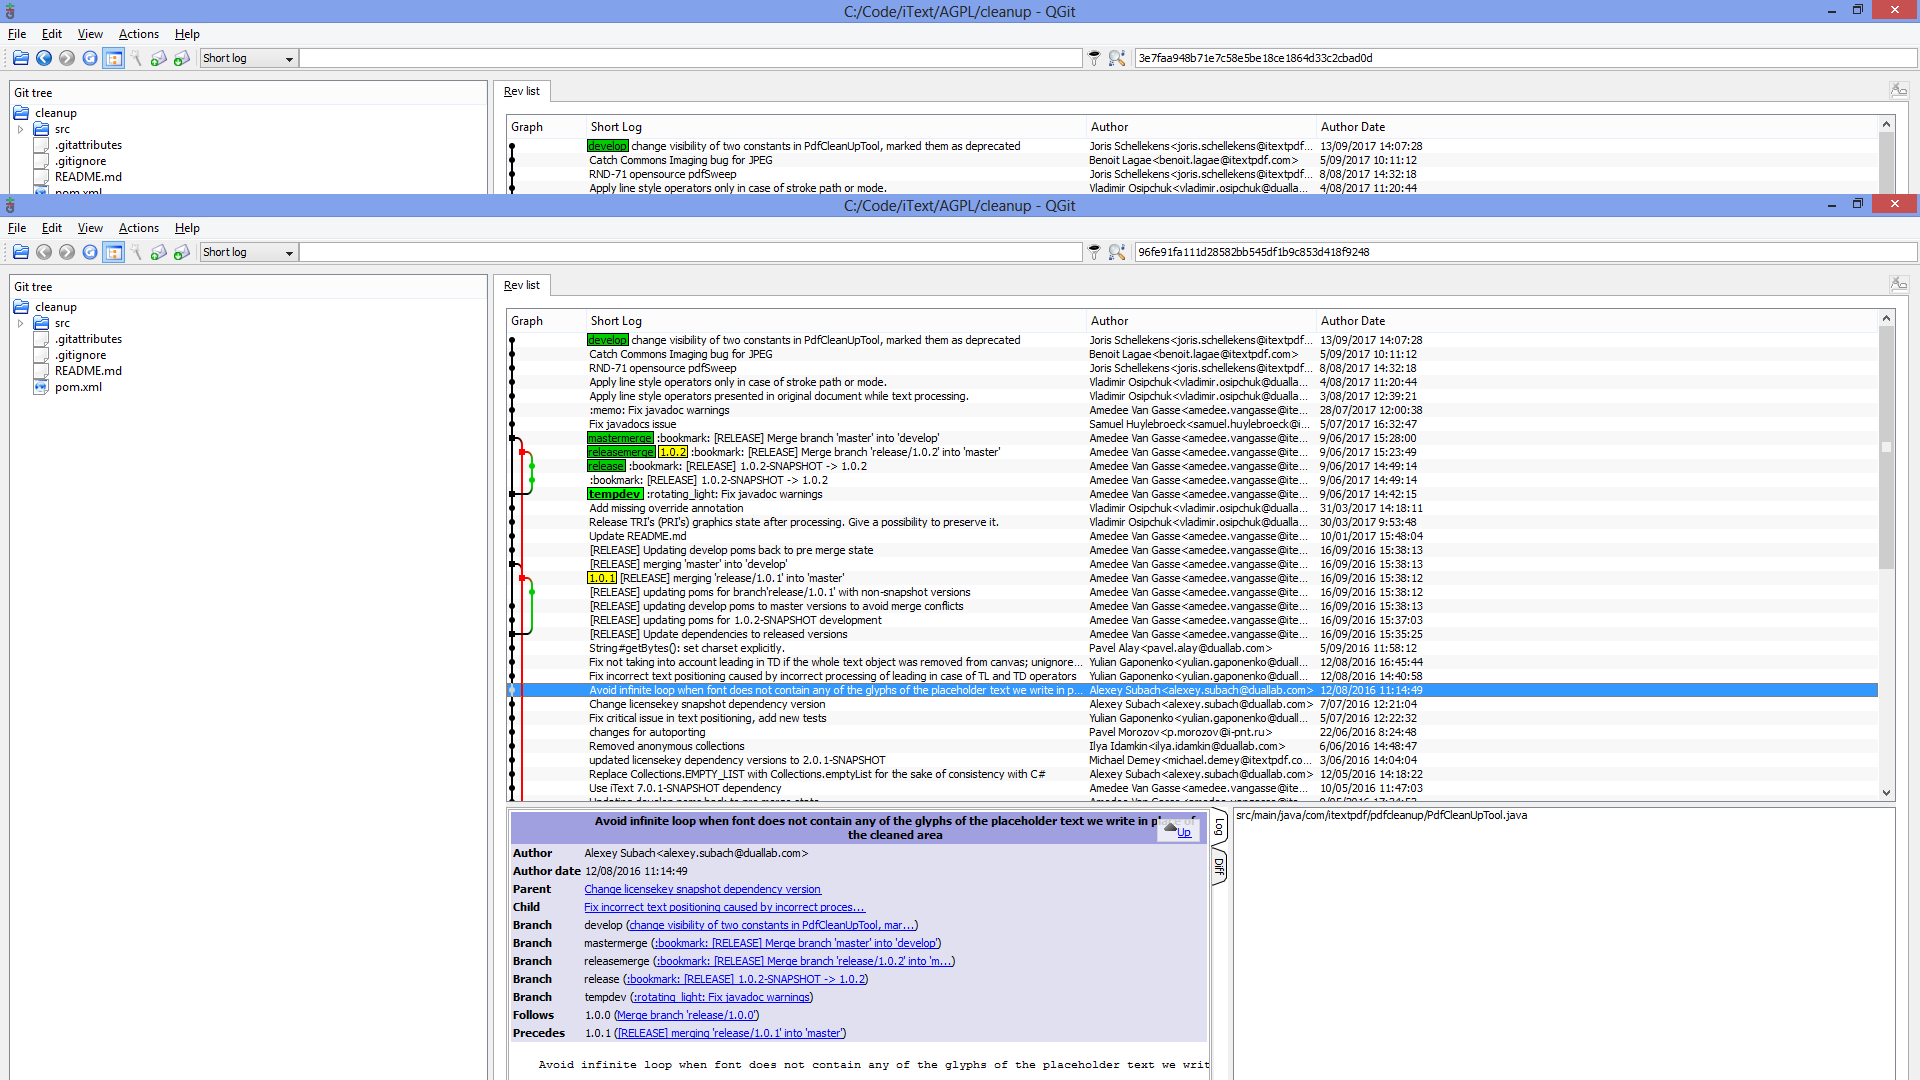 C:/Code/iText/AGPL/cleanup - QGit
File Edit View Actions Help
Short log 3e7faa948b71e7c58e5be18ce1864d33c2cbad0d
Git tree
cleanup
src
.gitattributes
.gitignore
README.md
pom.xml
Rev list
Graph Short Log Author Author Date
develop change visibility of two constants in PdfCleanUpTool, marked them as deprecated Joris Schellekens<joris.schellekens@itextpdf... 13/09/2017 14:07:28
Catch Commons Imaging bug for JPEG Benoit Lagae<benoit.lagae@itextpdf.com> 5/09/2017 10:11:12
RND-71 opensource pdfSweep Joris Schellekens<joris.schellekens@itextpdf... 8/08/2017 14:32:18
Apply line style operators only in case of stroke path or mode. Vladimir Osipchuk<vladimir.osipchuk@dualla... 4/08/2017 11:20:44
C:/Code/iText/AGPL/cleanup - QGit
File Edit View Actions Help
Short log 96fe91fa111d28582bb545df1b9c853d418f9248
Git tree
cleanup
src
.gitattributes
.gitignore
README.md
pom.xml
Rev list
Graph Short Log Author Author Date
develop change visibility of two constants in PdfCleanUpTool, marked them as deprecated Joris Schellekens<joris.schellekens@itextpdf... 13/09/2017 14:07:28
Catch Commons Imaging bug for JPEG Benoit Lagae<benoit.lagae@itextpdf.com> 5/09/2017 10:11:12
RND-71 opensource pdfSweep Joris Schellekens<joris.schellekens@itextpdf... 8/08/2017 14:32:18
Apply line style operators only in case of stroke path or mode. Vladimir Osipchuk<vladimir.osipchuk@dualla... 4/08/2017 11:20:44
Apply line style operators presented in original document while text processing. Vladimir Osipchuk<vladimir.osipchuk@dualla... 3/08/2017 12:39:21
:memo: Fix javadoc warnings Amedee Van Gasse<amedee.vangasse@ite... 28/07/2017 12:00:38
Fix javadocs issue Samuel Huylebroeck<samuel.huylebroeck@i... 5/07/2017 16:32:47
mastermerge :bookmark: [RELEASE] Merge branch 'master' into 'develop' Amedee Van Gasse<amedee.vangasse@ite... 9/06/2017 15:28:00
releasemerge 1.0.2 :bookmark: [RELEASE] Merge branch 'release/1.0.2' into 'master' Amedee Van Gasse<amedee.vangasse@ite... 9/06/2017 15:23:49
release :bookmark: [RELEASE] 1.0.2-SNAPSHOT -> 1.0.2 Amedee Van Gasse<amedee.vangasse@ite... 9/06/2017 14:49:14
:bookmark: [RELEASE] 1.0.2-SNAPSHOT -> 1.0.2 Amedee Van Gasse<amedee.vangasse@ite... 9/06/2017 14:49:14
tempdev :rotating_light: Fix javadoc warnings Amedee Van Gasse<amedee.vangasse@ite... 9/06/2017 14:42:15
Add missing override annotation Vladimir Osipchuk<vladimir.osipchuk@dualla... 31/03/2017 14:18:11
Release TRI's (PRI's) graphics state after processing. Give a possibility to preserve it. Vladimir Osipchuk<vladimir.osipchuk@dualla... 30/03/2017 9:53:48
Update README.md Amedee Van Gasse<amedee.vangasse@ite... 10/01/2017 15:48:04
[RELEASE] Updating develop poms back to pre merge state Amedee Van Gasse<amedee.vangasse@ite... 16/09/2016 15:38:13
[RELEASE] merging 'master' into 'develop' Amedee Van Gasse<amedee.vangasse@ite... 16/09/2016 15:38:13
1.0.1 [RELEASE] merging 'release/1.0.1' into 'master' Amedee Van Gasse<amedee.vangasse@ite... 16/09/2016 15:38:12
[RELEASE] updating poms for branch'release/1.0.1' with non-snapshot versions Amedee Van Gasse<amedee.vangasse@ite... 16/09/2016 15:38:12
[RELEASE] updating develop poms to master versions to avoid merge conflicts Amedee Van Gasse<amedee.vangasse@ite... 16/09/2016 15:38:13
[RELEASE] updating poms for 1.0.2-SNAPSHOT development Amedee Van Gasse<amedee.vangasse@ite... 16/09/2016 15:37:03
[RELEASE] Update dependencies to released versions Amedee Van Gasse<amedee.vangasse@ite... 16/09/2016 15:35:25
String#getBytes(): set charset explicitly. Pavel Alay<pavel.alay@duallab.com> 5/09/2016 11:58:12
Fix not taking into account leading in TD if the whole text object was removed from canvas; unignore... Yulian Gaponenko<yulian.gaponenko@duall... 12/08/2016 16:45:44
Fix incorrect text positioning caused by incorrect processing of leading in case of TL and TD operators Yulian Gaponenko<yulian.gaponenko@duall... 12/08/2016 14:40:58
Avoid infinite loop when font does not contain any of the glyphs of the placeholder text we write in p... Alexey Subach<alexey.subach@duallab.com> 12/08/2016 11:14:49
Change licensekey snapshot dependency version Alexey Subach<alexey.subach@duallab.com> 7/07/2016 12:21:04
Fix critical issue in text positioning, add new tests Yulian Gaponenko<yulian.gaponenko@duall... 5/07/2016 12:22:32
changes for autoporting Pavel Morozov<p.morozov@i-pnt.ru> 22/06/2016 8:24:48
Removed anonymous collections Ilya Idamkin<ilya.idamkin@duallab.com> 6/06/2016 14:48:47
updated licensekey dependency versions to 2.0.1-SNAPSHOT Michael Demey<michael.demey@itextpdf.co... 3/06/2016 14:04:04
Replace Collections.EMPTY_LIST with Collections.emptyList for the sake of consistency with C# Alexey Subach<alexey.subach@duallab.com> 12/05/2016 14:18:22
Use iText 7.0.1-SNAPSHOT dependency Amedee Van Gasse<amedee.vangasse@ite... 10/05/2016 11:47:03
Avoid infinite loop when font does not contain any of the glyphs of the placeholder text we write in place of
the cleaned area
Up
Log
Diff
src/main/java/com/itextpdf/pdfcleanup/PdfCleanUpTool.java
Author Alexey Subach<alexey.subach@duallab.com>
Author date 12/08/2016 11:14:49
Parent Change licensekey snapshot dependency version
Child Fix incorrect text positioning caused by incorrect proces...
Branch develop (change visibility of two constants in PdfCleanUpTool, mar...)
Branch mastermerge (:bookmark: [RELEASE] Merge branch 'master' into 'develop')
Branch releasemerge (:bookmark: [RELEASE] Merge branch 'release/1.0.2' into 'm...)
Branch release (:bookmark: [RELEASE] 1.0.2-SNAPSHOT -> 1.0.2)
Branch tempdev (:rotating_light: Fix javadoc warnings)
Follows 1.0.0 (Merge branch 'release/1.0.0')
Precedes 1.0.1 ([RELEASE] merging 'release/1.0.1' into 'master')
Avoid infinite loop when font does not contain any of the glyphs of the placeholder text we writ